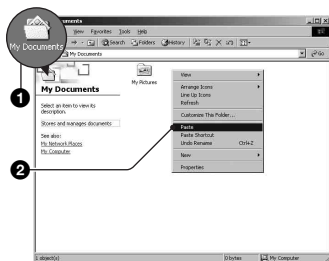 My Documents
View Favorites Tools Help
Search Folders History
My Documents Go
My Documents
Select an item to view its
description.
Stores and manages documents
See also:
My Network Places
My Computer
My Pictures
View
Arrange Icons
Line Up Icons
Refresh
Customize This Folder...
Paste
Paste Shortcut
Undo Rename Ctrl+Z
New
Properties
1
2
1 object(s) 0 bytes My Computer